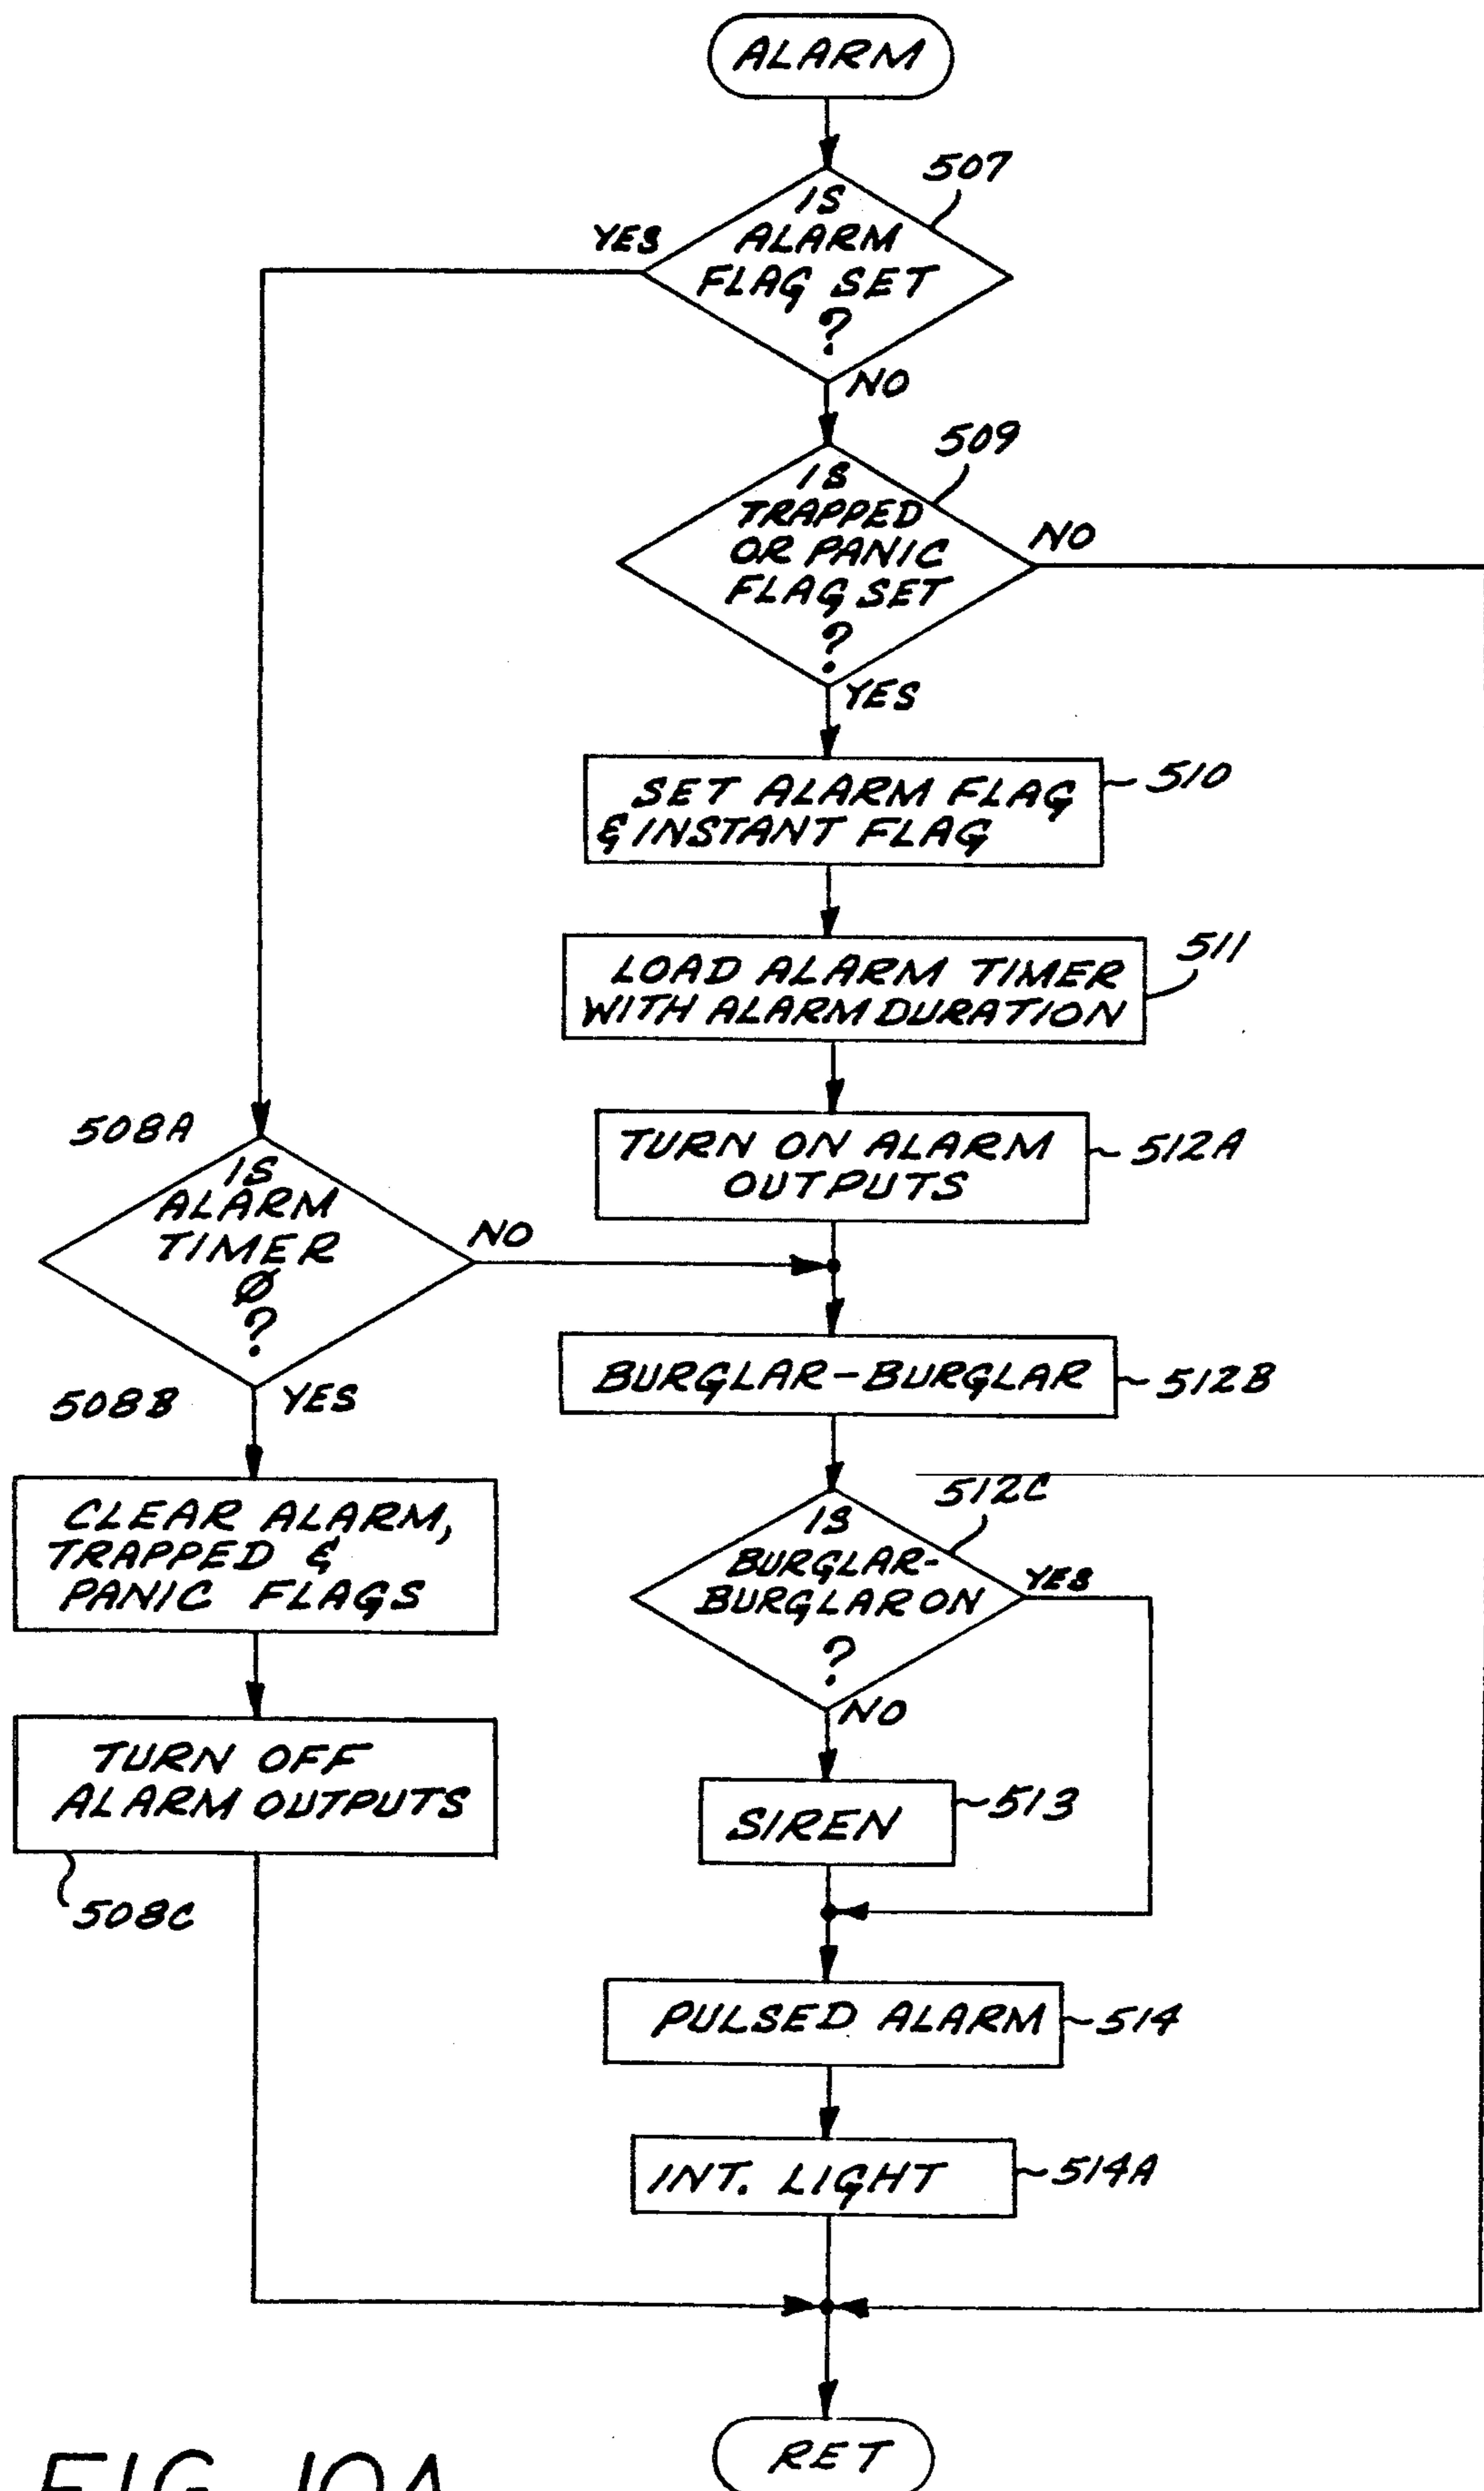 ALARM
507
IS
ALARM
FLAG SET
?
YES
NO
509
IS
TRAPPED
OR PANIC
FLAG SET
?
NO
YES
SET ALARM FLAG
& INSTANT FLAG
510
LOAD ALARM TIMER
WITH ALARM DURATION
511
508A
IS
ALARM
TIMER
Ø
?
NO
YES
TURN ON ALARM
OUTPUTS
512A
BURGLAR-BURGLAR
512B
508B
CLEAR ALARM,
TRAPPED &
PANIC FLAGS
512C
IS
BURGLAR-
BURGLAR ON
?
YES
NO
TURN OFF
ALARM OUTPUTS
508C
SIREN
513
PULSED ALARM
514
INT. LIGHT
514A
RET
FIG. 10A